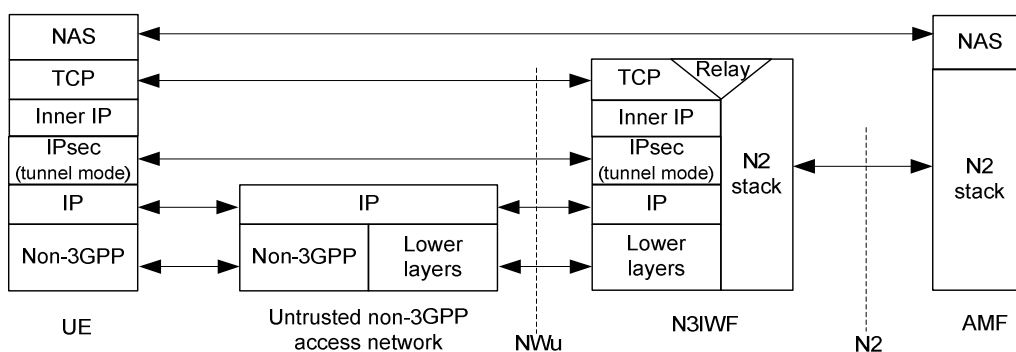 NAS
TCP
Inner IP
IPsec
(tunnel mode)
IP
Non-3GPP
UE
IP
Non-3GPP
Lower
layers
Untrusted non-3GPP
access network
NWu
TCP
Relay
Inner IP
IPsec
(tunnel mode)
IP
Lower
layers
N2
stack
N3IWF
N2
NAS
N2
stack
AMF